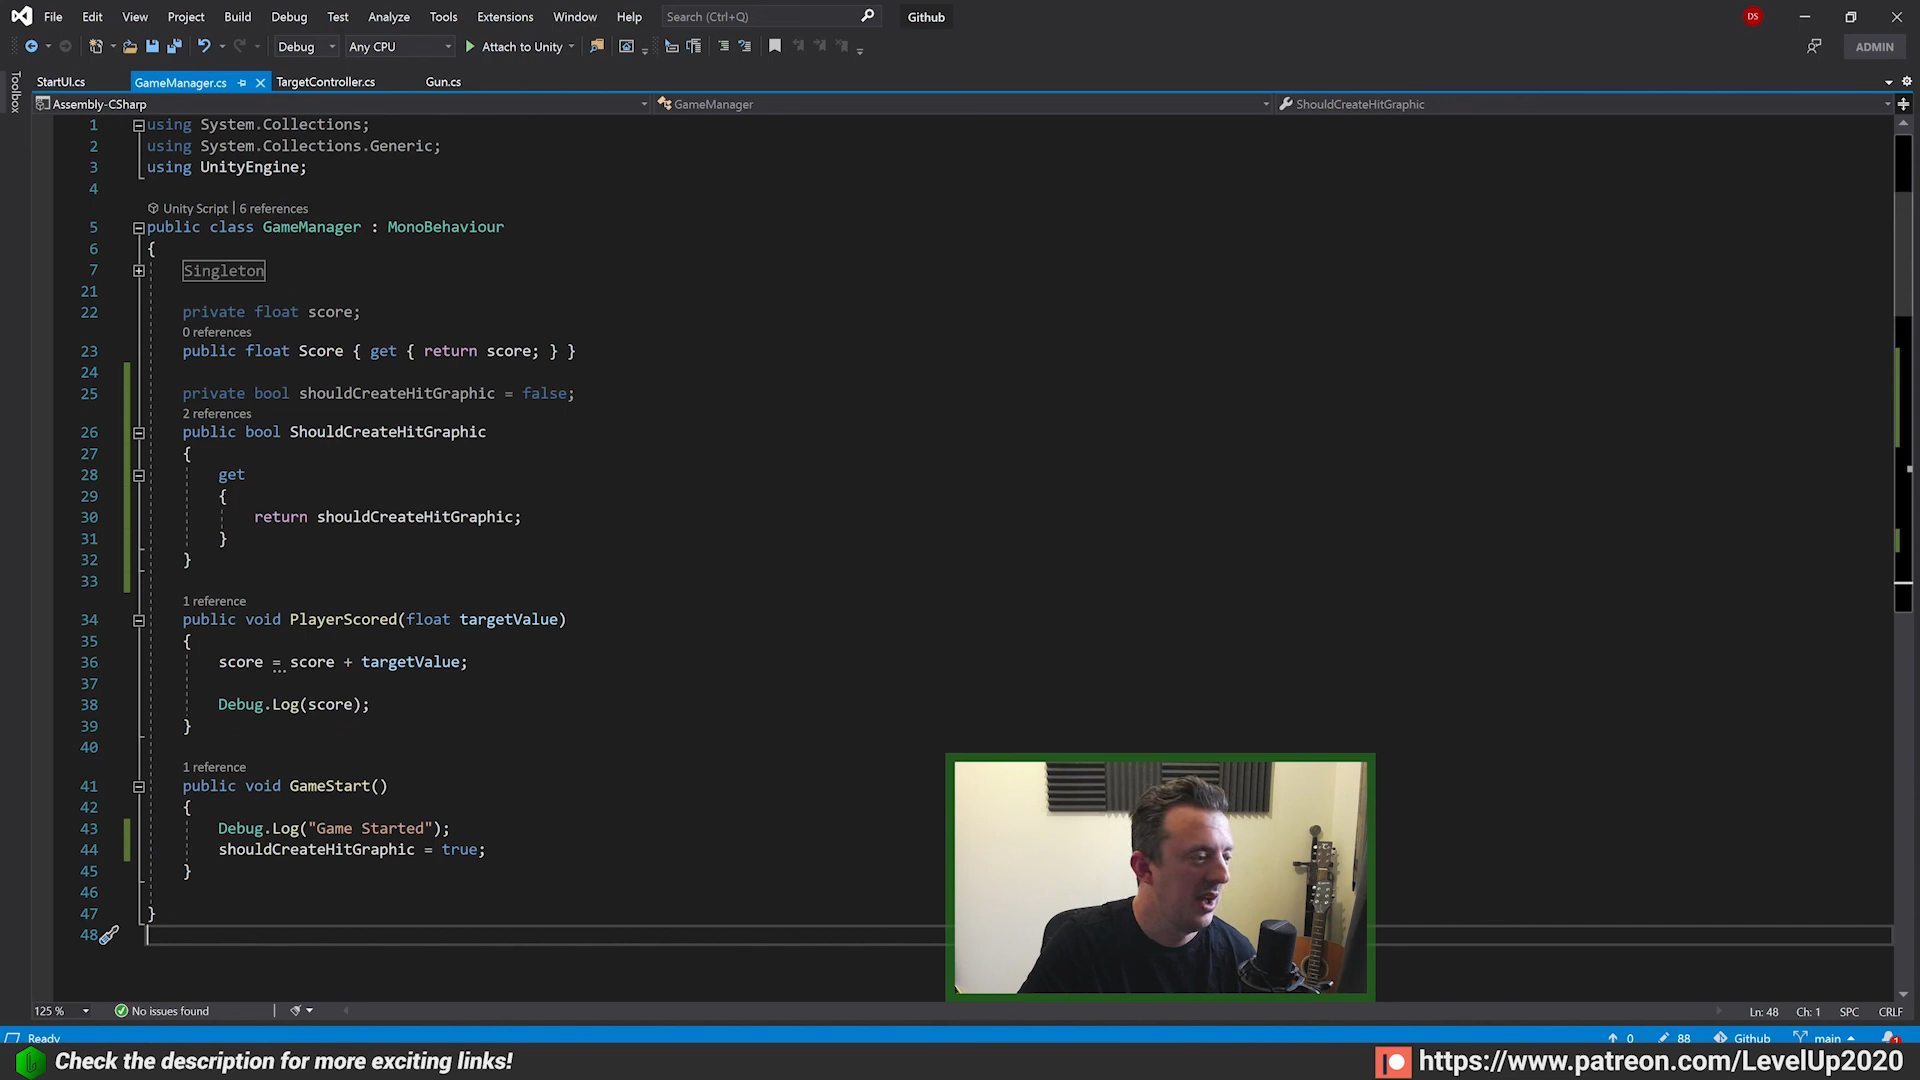 File Edit View Project Build Debug Test Analyze Tools Extensions Window Help Search (Ctrl+Q) Github DS
Debug Any CPU Attach to Unity ADMIN
Toolbox
StartUI.cs GameManager.cs TargetController.cs Gun.cs
Assembly-CSharp GameManager ShouldCreateHitGraphic
1 using System.Collections;
2 using System.Collections.Generic;
3 using UnityEngine;
4
Unity Script | 6 references
5 public class GameManager : MonoBehaviour
6 {
7 Singleton
21
22 private float score;
0 references
23 public float Score { get { return score; } }
24
25 private bool shouldCreateHitGraphic = false;
2 references
26 public bool ShouldCreateHitGraphic
27 {
28 get
29 {
30 return shouldCreateHitGraphic;
31 }
32 }
33
1 reference
34 public void PlayerScored(float targetValue)
35 {
36 score = score + targetValue;
37
38 Debug.Log(score);
39 }
40
1 reference
41 public void GameStart()
42 {
43 Debug.Log("Game Started");
44 shouldCreateHitGraphic = true;
45 }
46
47 }
48
125 % No issues found Ln: 48 Ch: 1 SPC CRLF
Ready 0 88 Github main 1
Check the description for more exciting links! https://www.patreon.com/LevelUp2020